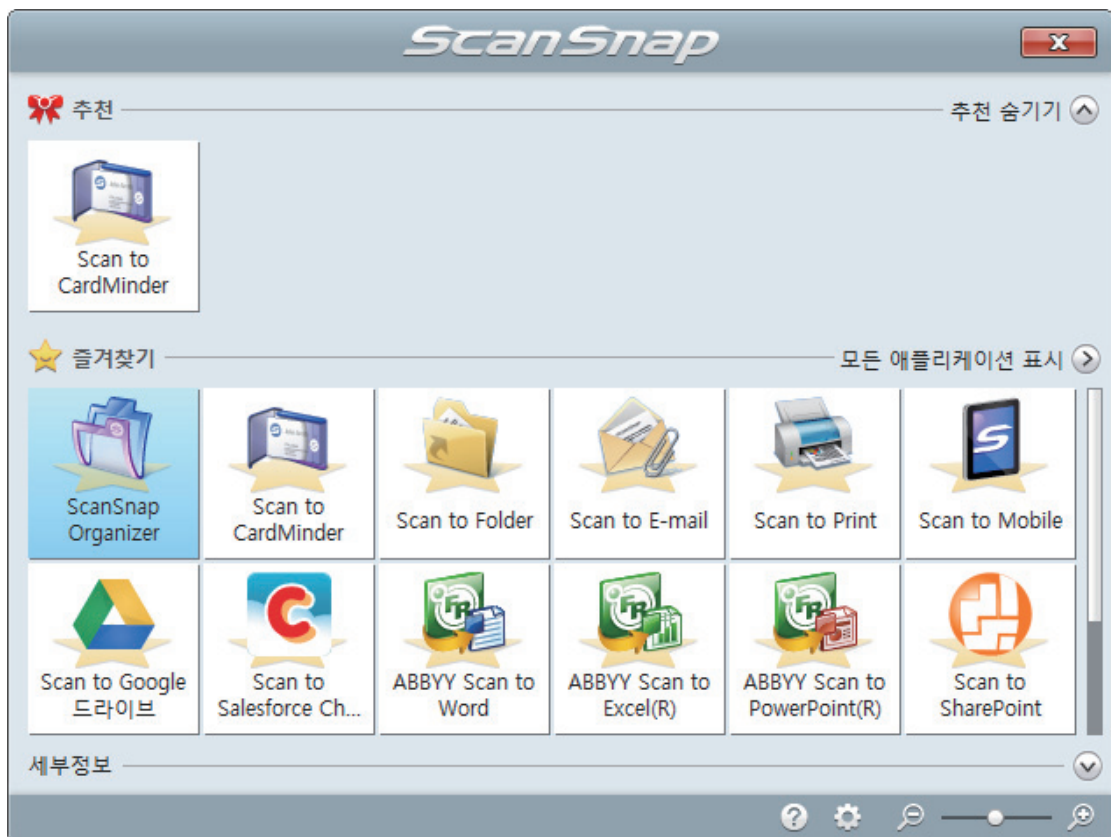 ScanSnap
추천 추천 숨기기
Scan to
CardMinder
즐겨찾기 모든 애플리케이션 표시
ScanSnap
Organizer
Scan to
CardMinder
Scan to Folder
Scan to E-mail
Scan to Print
Scan to Mobile
Scan to Google
드라이브
Scan to
Salesforce Ch...
ABBYY Scan to
Word
ABBYY Scan to
Excel(R)
ABBYY Scan to
PowerPoint(R)
Scan to
SharePoint
세부정보